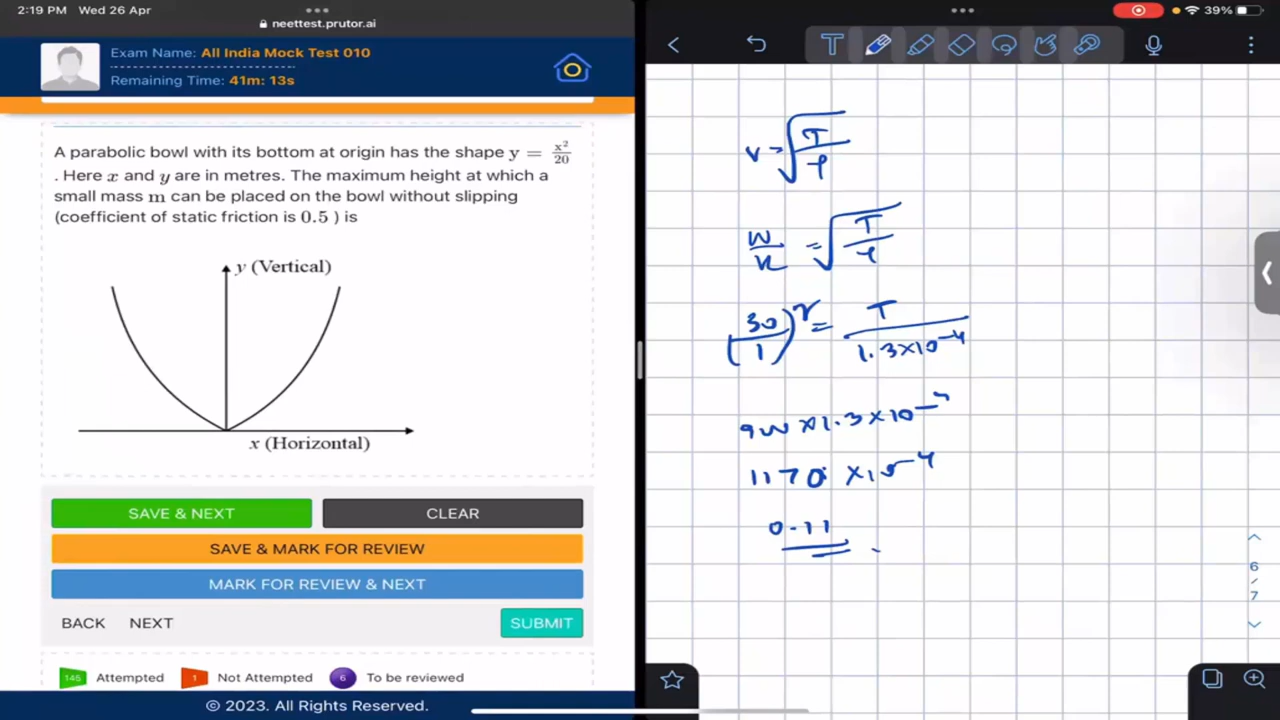 2:19 PM Wed 26 Apr
39%
neettest.prutor.ai
Exam Name: All India Mock Test 010
Remaining Time: 41m: 13s
A parabolic bowl with its bottom at origin has the shape y = x²/20
. Here x and y are in metres. The maximum height at which a
small mass m can be placed on the bowl without slipping
(coefficient of static friction is 0.5 ) is
y (Vertical)
x (Horizontal)
SAVE & NEXT
CLEAR
SAVE & MARK FOR REVIEW
MARK FOR REVIEW & NEXT
BACK
NEXT
SUBMIT
145 Attempted
1 Not Attempted
6 To be reviewed
© 2023. All Rights Reserved.
T
v = √T/μ
w/k = √T/μ
(30/1)² = T/1.3×10⁻⁴
900 × 1.3 × 10⁻⁴
1170 × 10⁻⁴
0.11
6
/
7